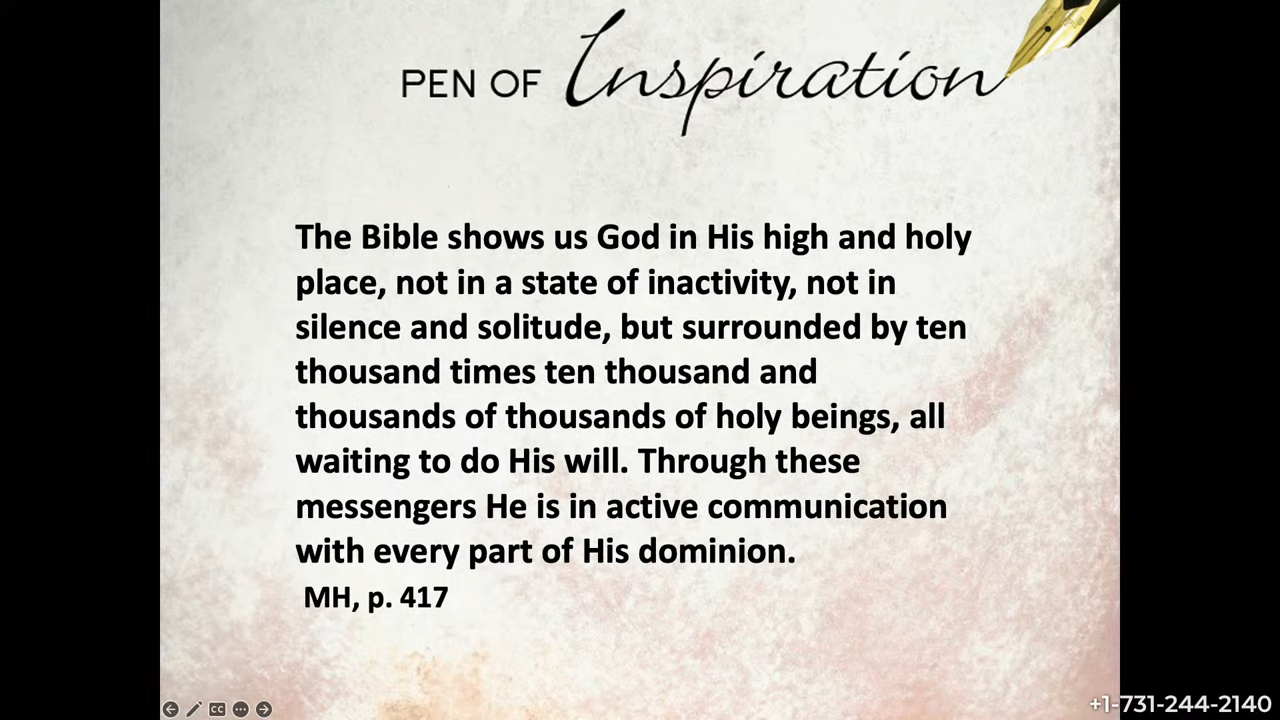 PEN OF Inspiration
The Bible shows us God in His high and holy
place, not in a state of inactivity, not in
silence and solitude, but surrounded by ten
thousand times ten thousand and
thousands of thousands of holy beings, all
waiting to do His will. Through these
messengers He is in active communication
with every part of His dominion.
MH, p. 417
CC
+1-731-244-2140